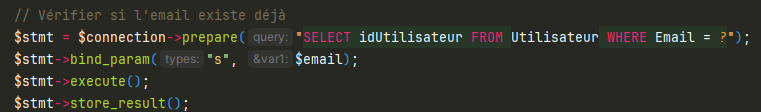 // Vérifier si l'email existe déjà
$stmt = $connection->prepare( query: "SELECT idUtilisateur FROM Utilisateur WHERE Email = ?");
$stmt->bind_param( types: "s", &var1: $email);
$stmt->execute();
$stmt->store_result();